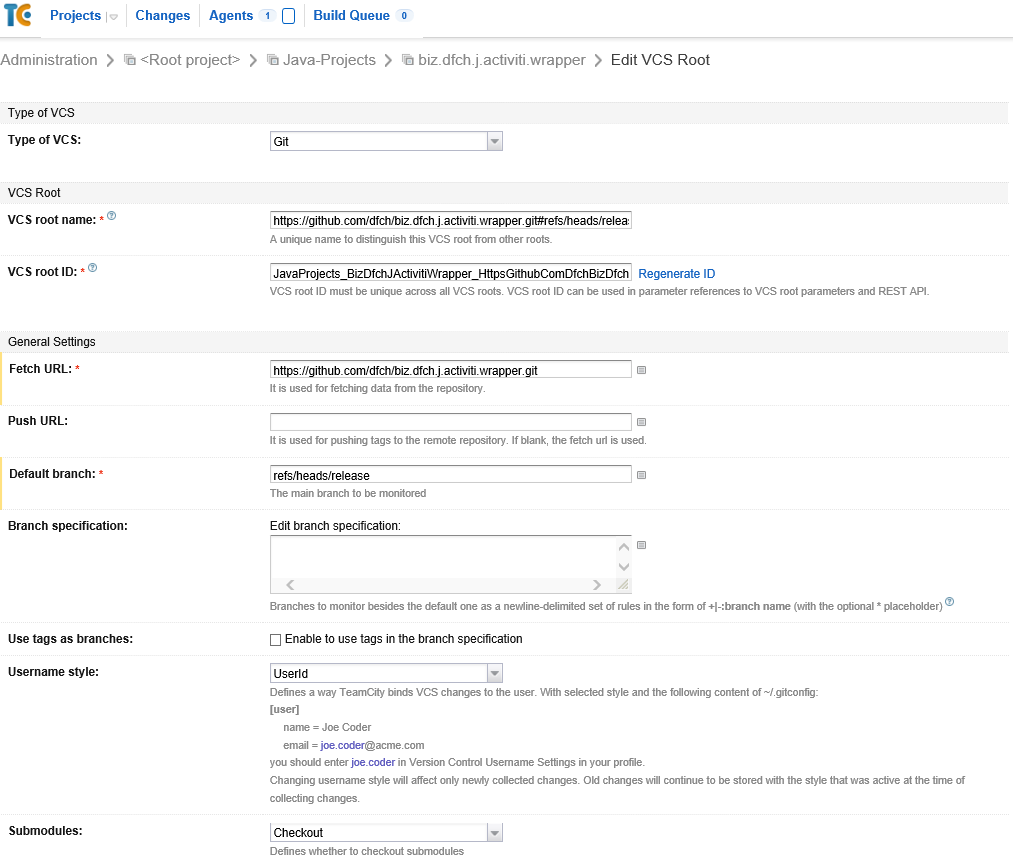 TC Projects Changes Agents 1 Build Queue 0
Administration <Root project> Java-Projects biz.dfch.j.activiti.wrapper Edit VCS Root
Type of VCS
Type of VCS: Git
VCS Root
VCS root name: * https://github.com/dfch/biz.dfch.j.activiti.wrapper.git#refs/heads/releas
A unique name to distinguish this VCS root from other roots.
VCS root ID: * JavaProjects_BizDfchJActivitiWrapper_HttpsGithubComDfchBizDfch Regenerate ID
VCS root ID must be unique across all VCS roots. VCS root ID can be used in parameter references to VCS root parameters and REST API.
General Settings
Fetch URL: * https://github.com/dfch/biz.dfch.j.activiti.wrapper.git
It is used for fetching data from the repository.
Push URL:
It is used for pushing tags to the remote repository. If blank, the fetch url is used.
Default branch: * refs/heads/release
The main branch to be monitored
Branch specification: Edit branch specification:
Branches to monitor besides the default one as a newline-delimited set of rules in the form of +|-:branch name (with the optional * placeholder)
Use tags as branches: Enable to use tags in the branch specification
Username style: UserId
Defines a way TeamCity binds VCS changes to the user. With selected style and the following content of ~/.gitconfig:
[user]
name = Joe Coder
email = joe.coder@acme.com
you should enter joe.coder in Version Control Username Settings in your profile.
Changing username style will affect only newly collected changes. Old changes will continue to be stored with the style that was active at the time of
collecting changes.
Submodules: Checkout
Defines whether to checkout submodules